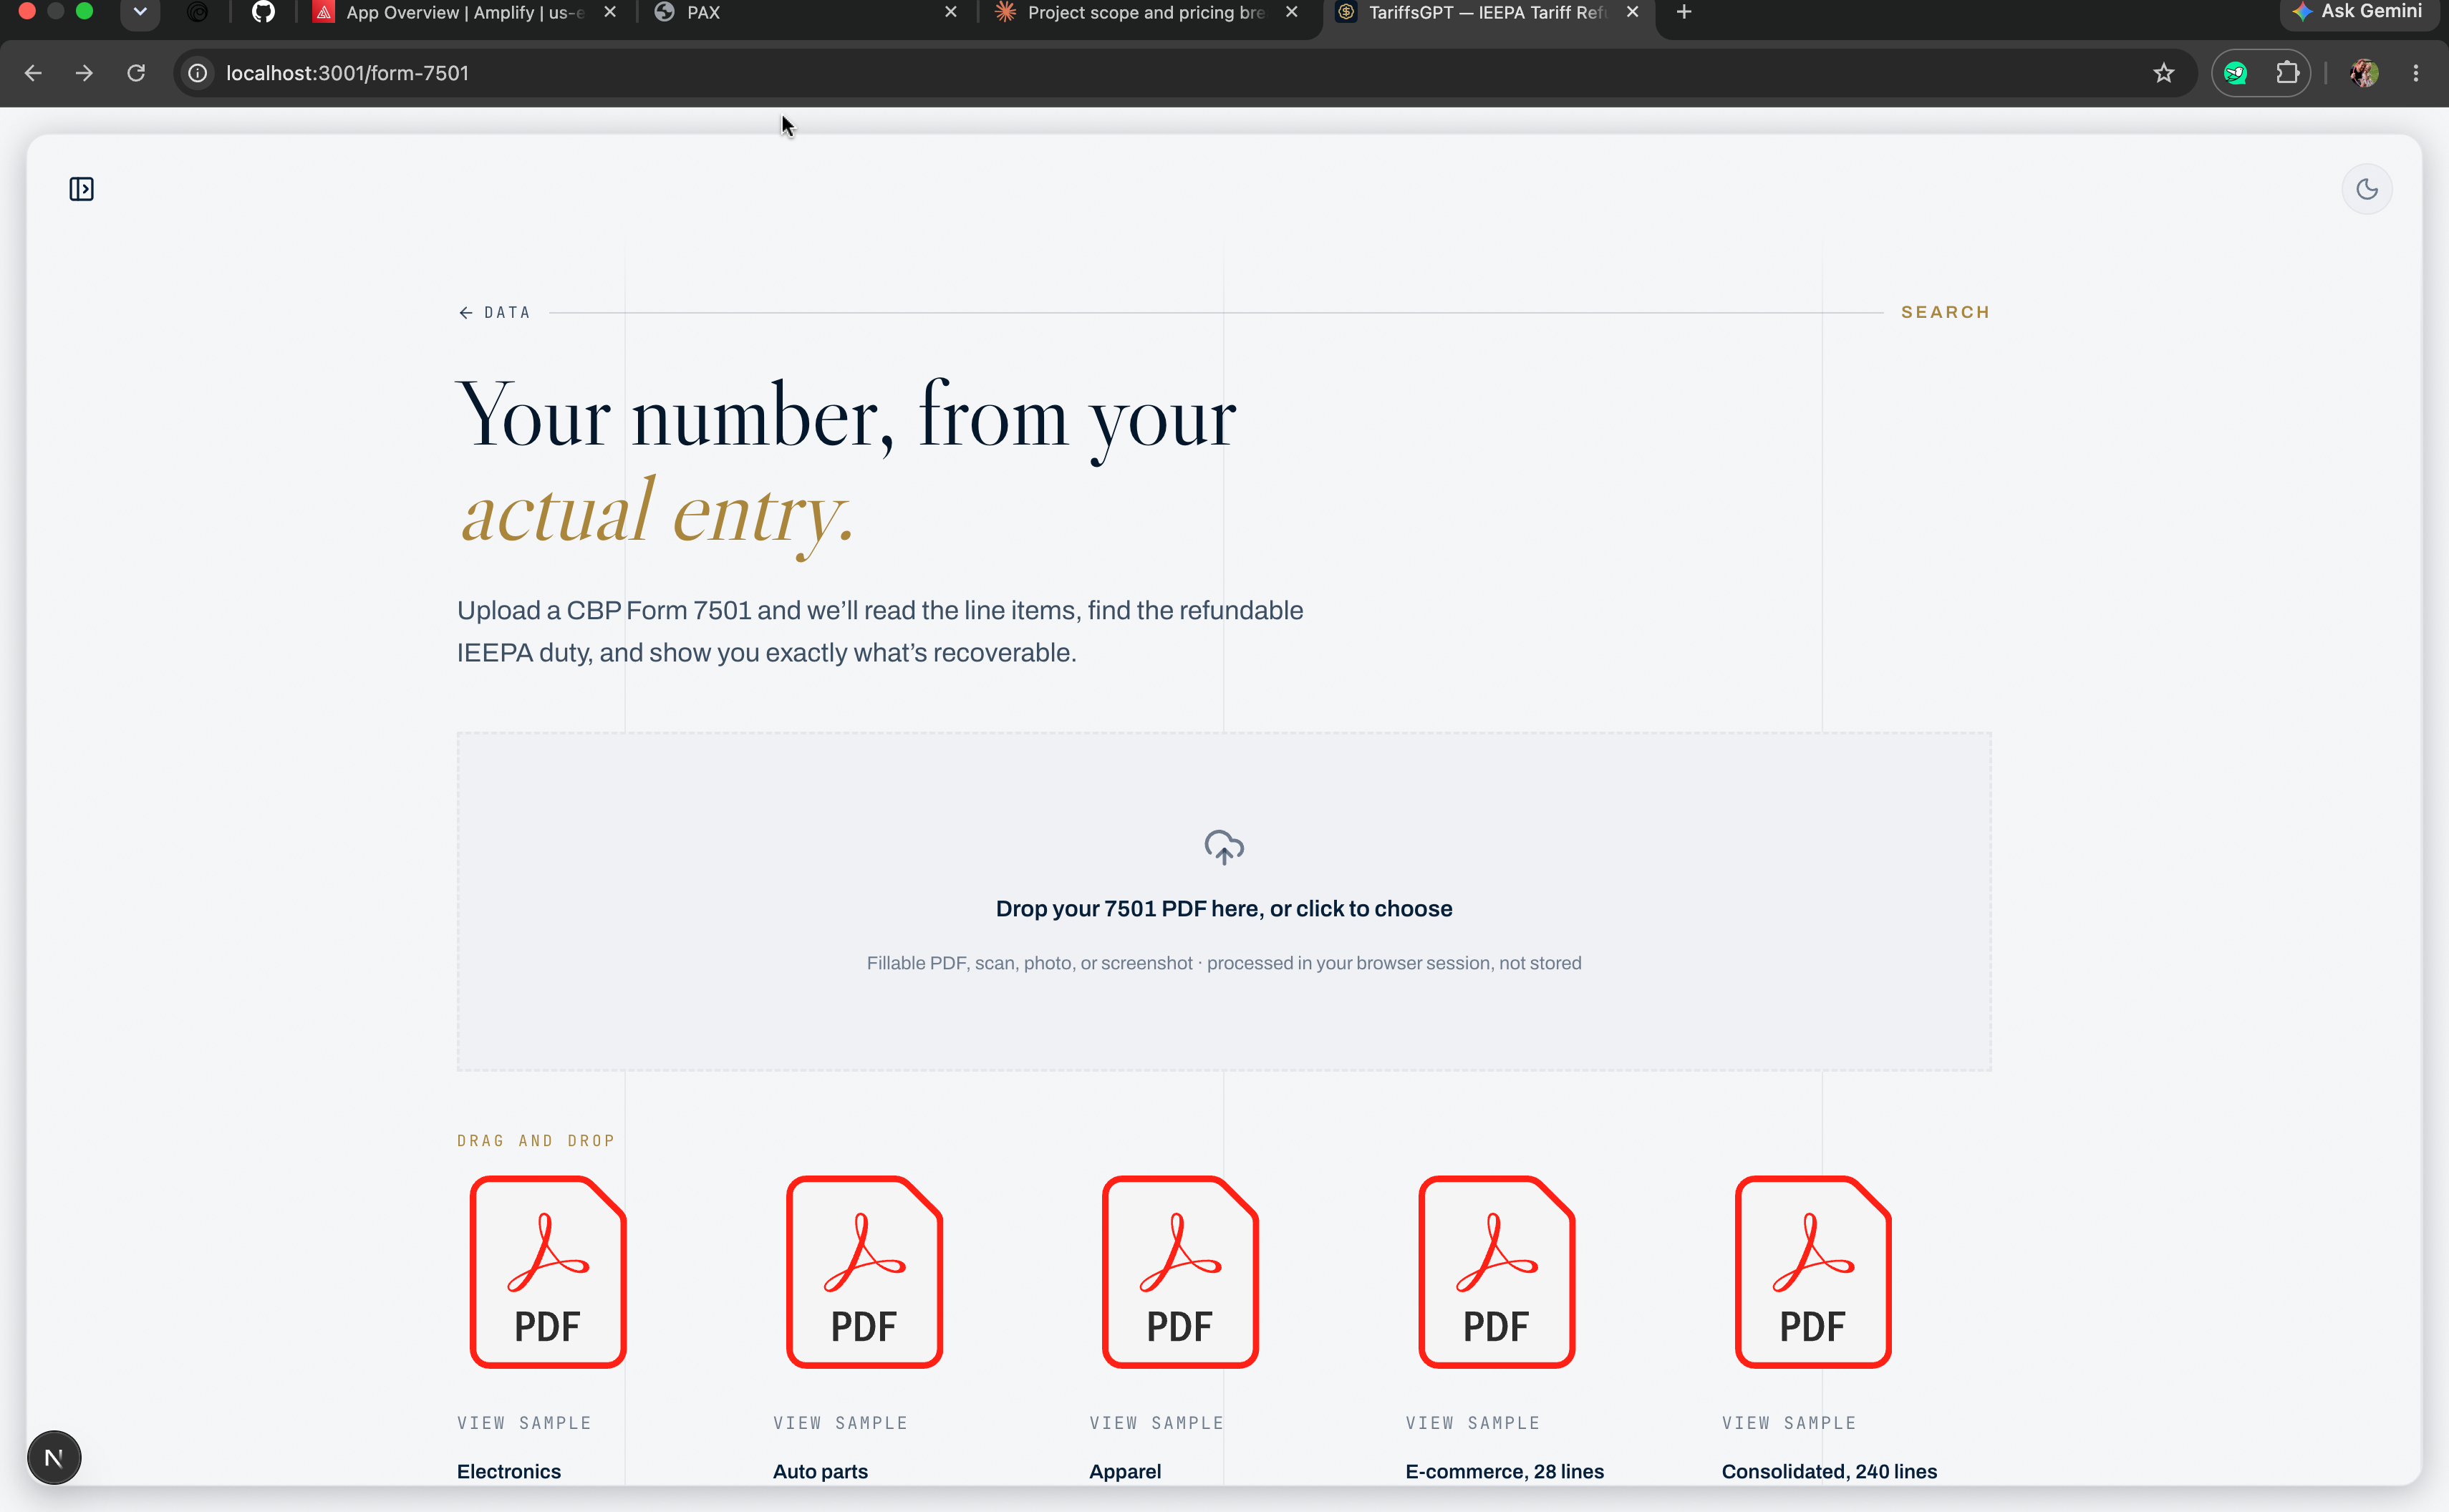 App Overview | Amplify | us-e
PAX
Project scope and pricing bre
TariffsGPT — IEEPA Tariff Refu
Ask Gemini
localhost:3001/form-7501
DATA
SEARCH
Your number, from your
actual entry.
Upload a CBP Form 7501 and we’ll read the line items, find the refundable
IEEPA duty, and show you exactly what’s recoverable.
Drop your 7501 PDF here, or click to choose
Fillable PDF, scan, photo, or screenshot · processed in your browser session, not stored
DRAG AND DROP
PDF PDF PDF PDF PDF
VIEW SAMPLE VIEW SAMPLE VIEW SAMPLE VIEW SAMPLE VIEW SAMPLE
Electronics Auto parts Apparel E-commerce, 28 lines Consolidated, 240 lines
N